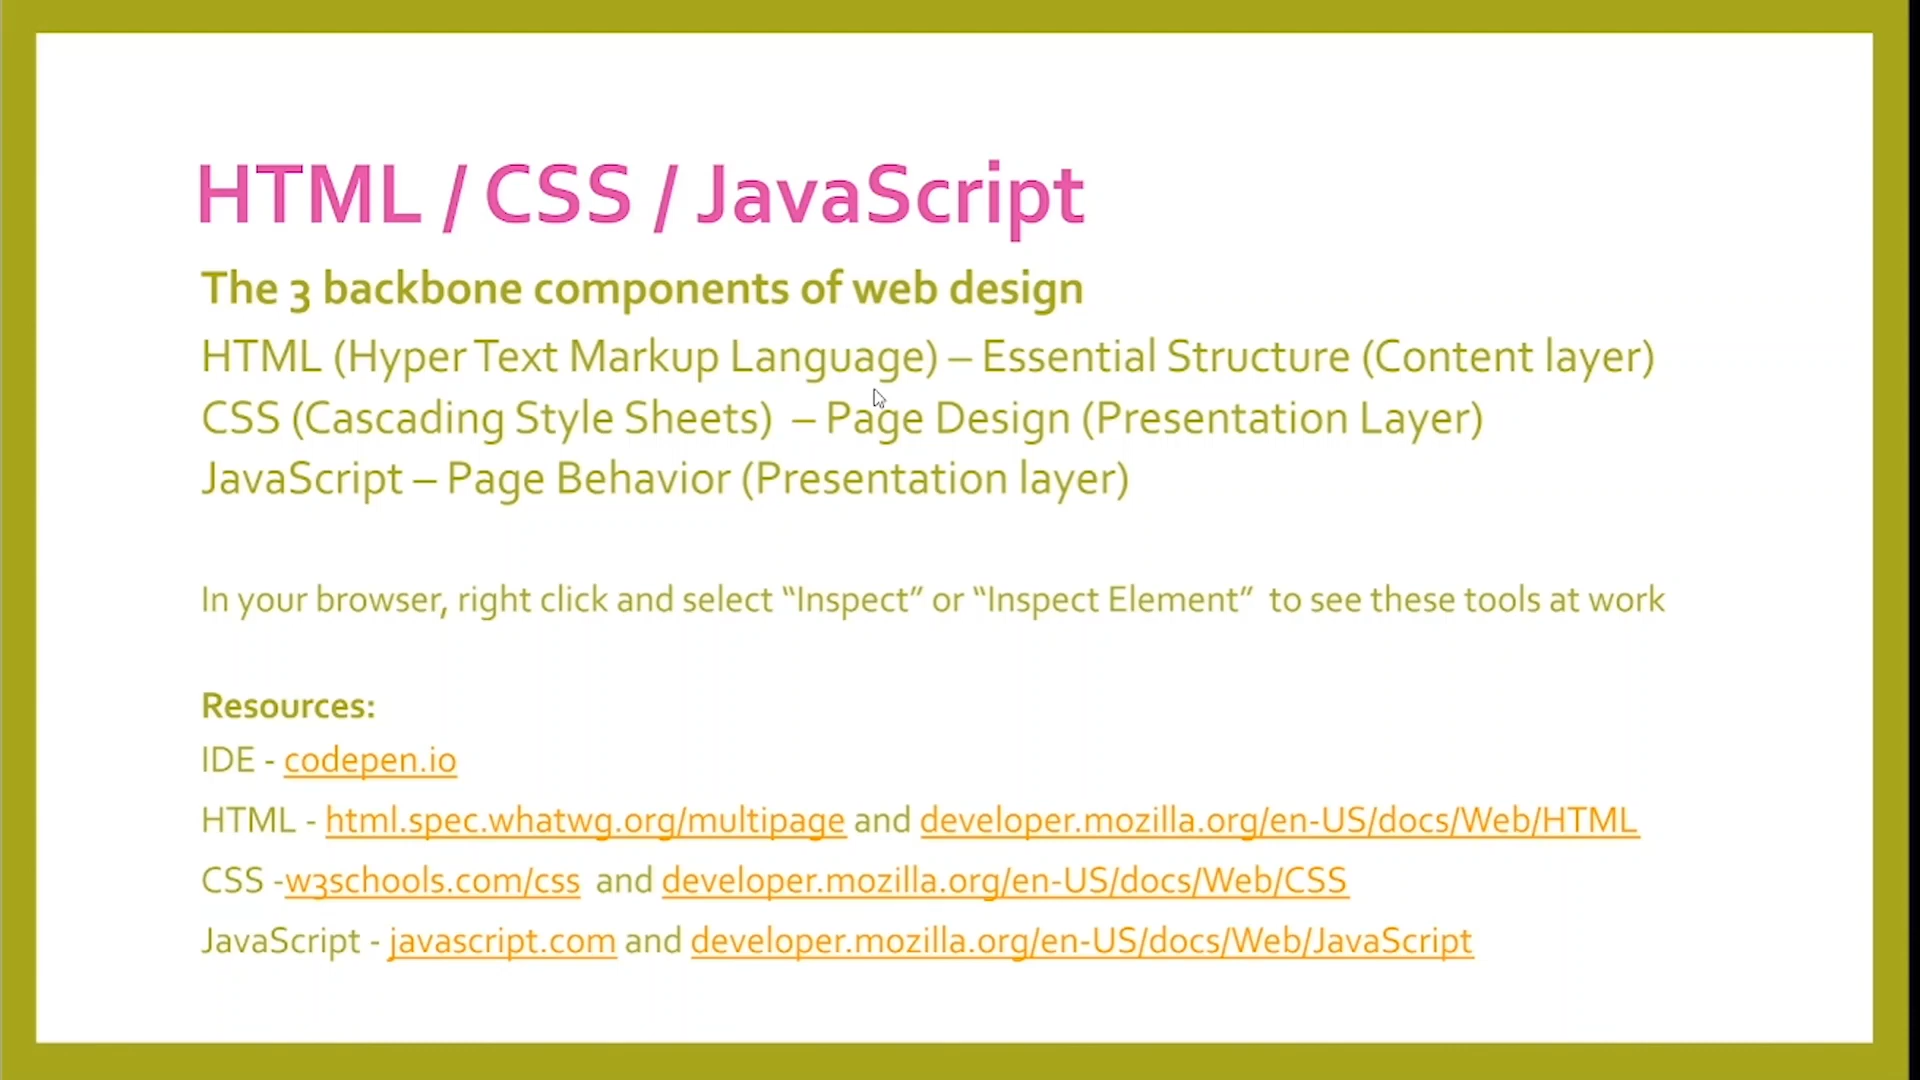 HTML / CSS / JavaScript
The 3 backbone components of web design
HTML (Hyper Text Markup Language) – Essential Structure (Content layer)
CSS (Cascading Style Sheets) – Page Design (Presentation Layer)
JavaScript – Page Behavior (Presentation layer)
In your browser, right click and select “Inspect” or “Inspect Element” to see these tools at work
Resources:
IDE - codepen.io
HTML - html.spec.whatwg.org/multipage and developer.mozilla.org/en-US/docs/Web/HTML
CSS -w3schools.com/css and developer.mozilla.org/en-US/docs/Web/CSS
JavaScript - javascript.com and developer.mozilla.org/en-US/docs/Web/JavaScript